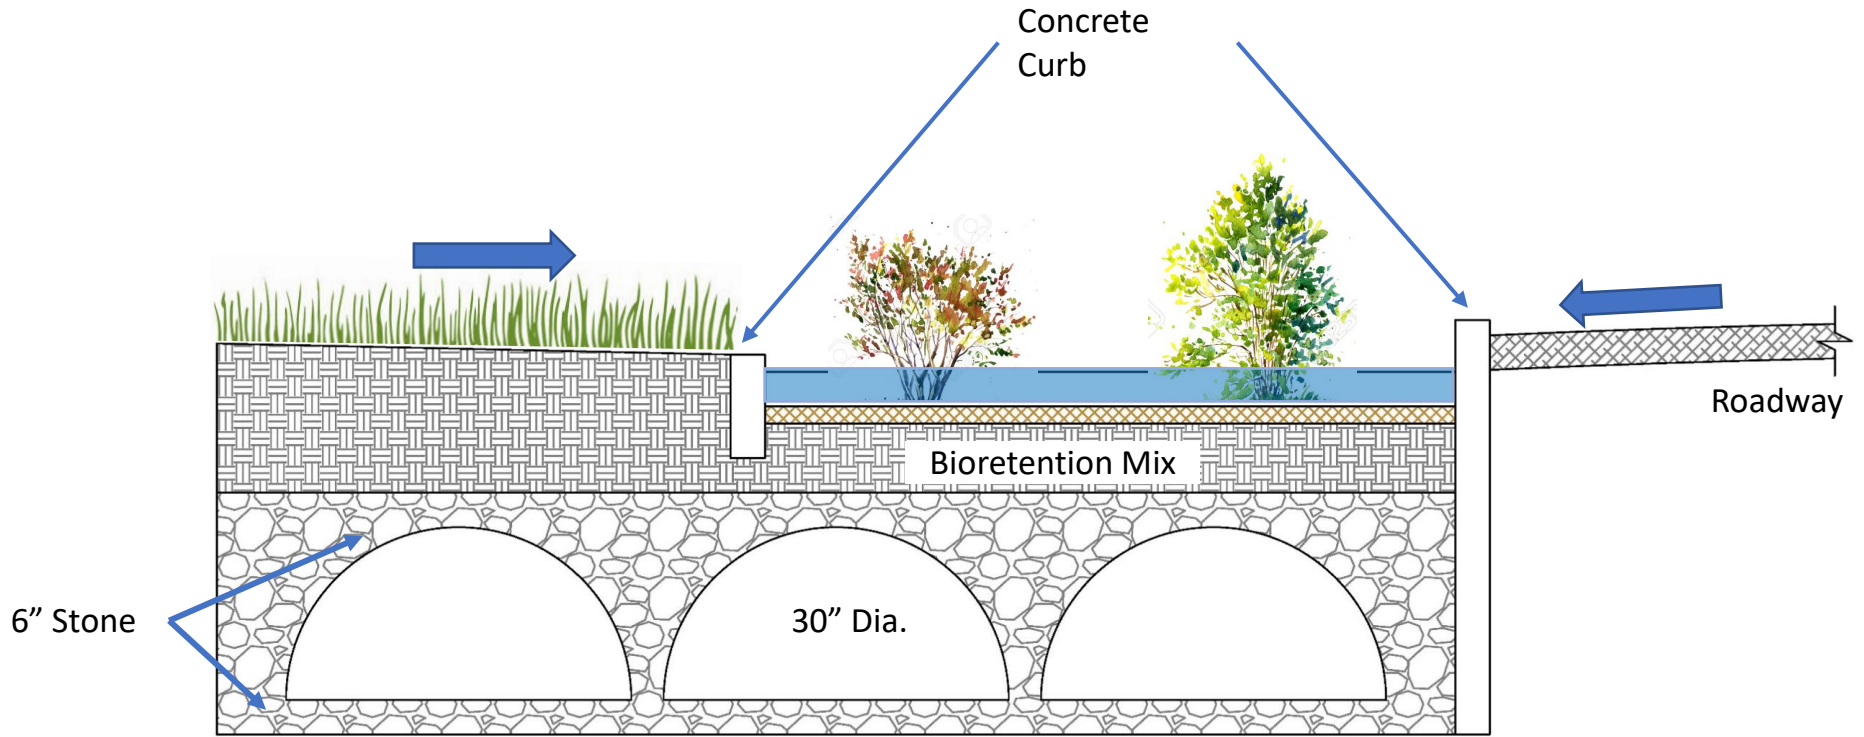 Concrete
Curb
Roadway
Bioretention Mix
6” Stone
30” Dia.